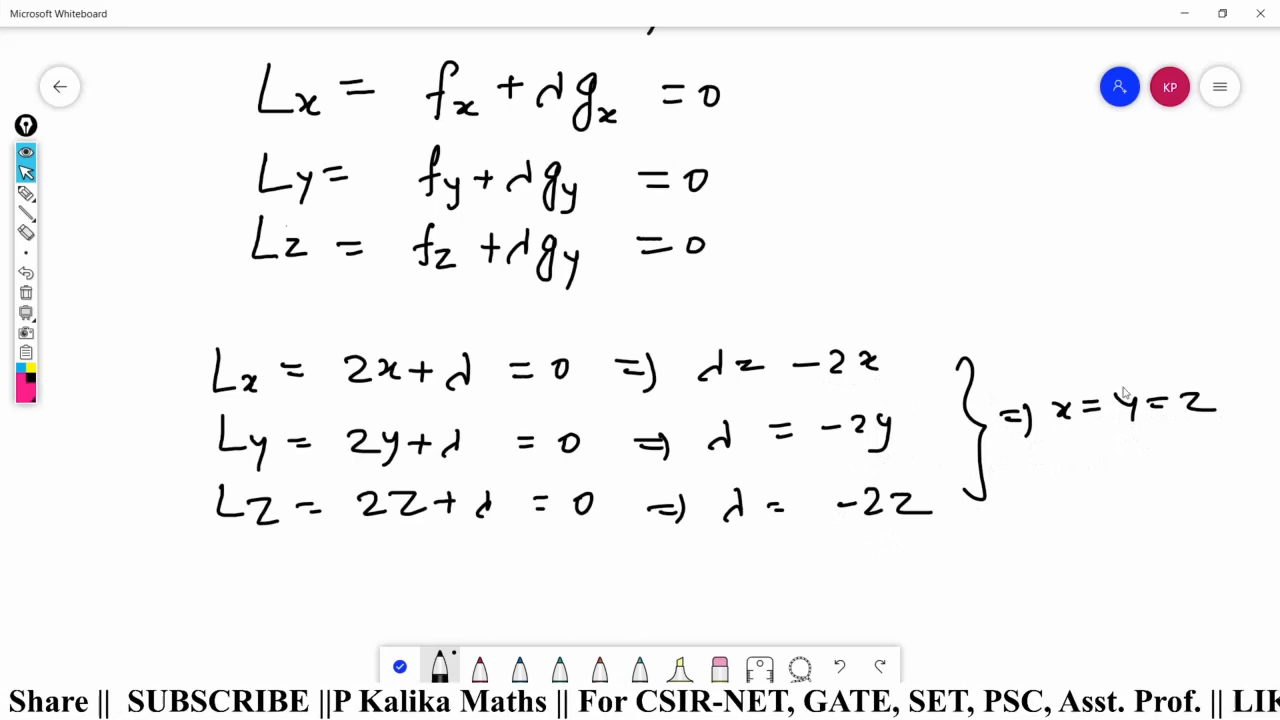 Microsoft Whiteboard
KP
Lx = fx + λgx = 0
Ly = fy + λgy = 0
Lz = fz + λgy = 0
Lx = 2x + λ = 0 ⇒ λ = -2x
Ly = 2y + λ = 0 ⇒ λ = -2y
Lz = 2z + λ = 0 ⇒ λ = -2z
} ⇒ x = y = z
Share || SUBSCRIBE ||P Kalika Maths || For CSIR-NET, GATE, SET, PSC, Asst. Prof. || LI